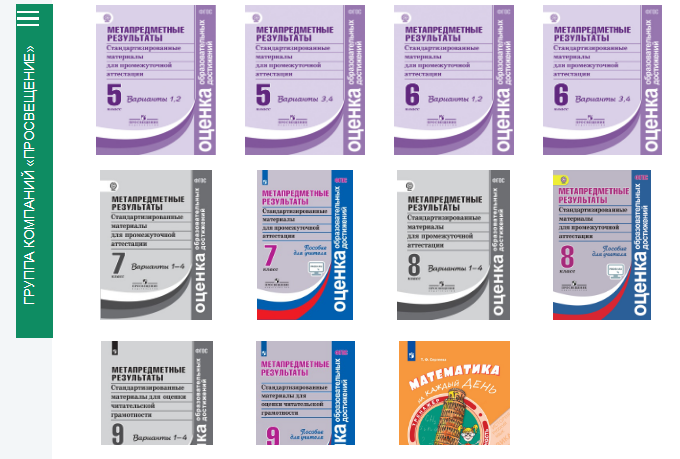 ГРУППА КОМПАНИЙ «ПРОСВЕЩЕНИЕ»
МЕТАПРЕДМЕТНЫЕ
РЕЗУЛЬТАТЫ
Стандартизированные
материалы
для промежуточной
аттестации
5
класс
Варианты 1,2
ПРОСВЕЩЕНИЕ
оценка
образовательных
достижений
ФГОС
МЕТАПРЕДМЕТНЫЕ
РЕЗУЛЬТАТЫ
Стандартизированные
материалы
для промежуточной
аттестации
5
класс
Варианты 3,4
ПРОСВЕЩЕНИЕ
оценка
образовательных
достижений
ФГОС
МЕТАПРЕДМЕТНЫЕ
РЕЗУЛЬТАТЫ
Стандартизированные
материалы
для промежуточной
аттестации
6
класс
Варианты 1,2
ПРОСВЕЩЕНИЕ
оценка
образовательных
достижений
ФГОС
МЕТАПРЕДМЕТНЫЕ
РЕЗУЛЬТАТЫ
Стандартизированные
материалы
для промежуточной
аттестации
6
класс
Варианты 3,4
ПРОСВЕЩЕНИЕ
оценка
образовательных
достижений
ФГОС
МЕТАПРЕДМЕТНЫЕ
РЕЗУЛЬТАТЫ
Стандартизированные
материалы
для промежуточной
аттестации
7
класс
Варианты 1–4
ПРОСВЕЩЕНИЕ
оценка
образовательных
достижений
ФГОС
МЕТАПРЕДМЕТНЫЕ
РЕЗУЛЬТАТЫ
Стандартизированные
материалы
для промежуточной
аттестации
7
класс
Пособие
для учителя
оценка
образовательных
достижений
ФГОС
МЕТАПРЕДМЕТНЫЕ
РЕЗУЛЬТАТЫ
Стандартизированные
материалы
для промежуточной
аттестации
8
класс
Варианты 1–4
ПРОСВЕЩЕНИЕ
оценка
образовательных
достижений
ФГОС
МЕТАПРЕДМЕТНЫЕ
РЕЗУЛЬТАТЫ
Стандартизированные
материалы
для промежуточной
аттестации
8
класс
Пособие
для учителя
оценка
образовательных
достижений
ФГОС
МЕТАПРЕДМЕТНЫЕ
РЕЗУЛЬТАТЫ
Стандартизированные
материалы для оценки
читательской
грамотности
9
Варианты 1–4
оценка
образовательных
достижений
ФГОС
МЕТАПРЕДМЕТНЫЕ
РЕЗУЛЬТАТЫ
Стандартизированные
материалы для
оценки читательской
грамотности
9
Пособие
для учителя
оценка
образовательных
достижений
ФГОС
МАТЕМАТИКА
НА КАЖДЫЙ ДЕНЬ
ТРЕНАЖЁР